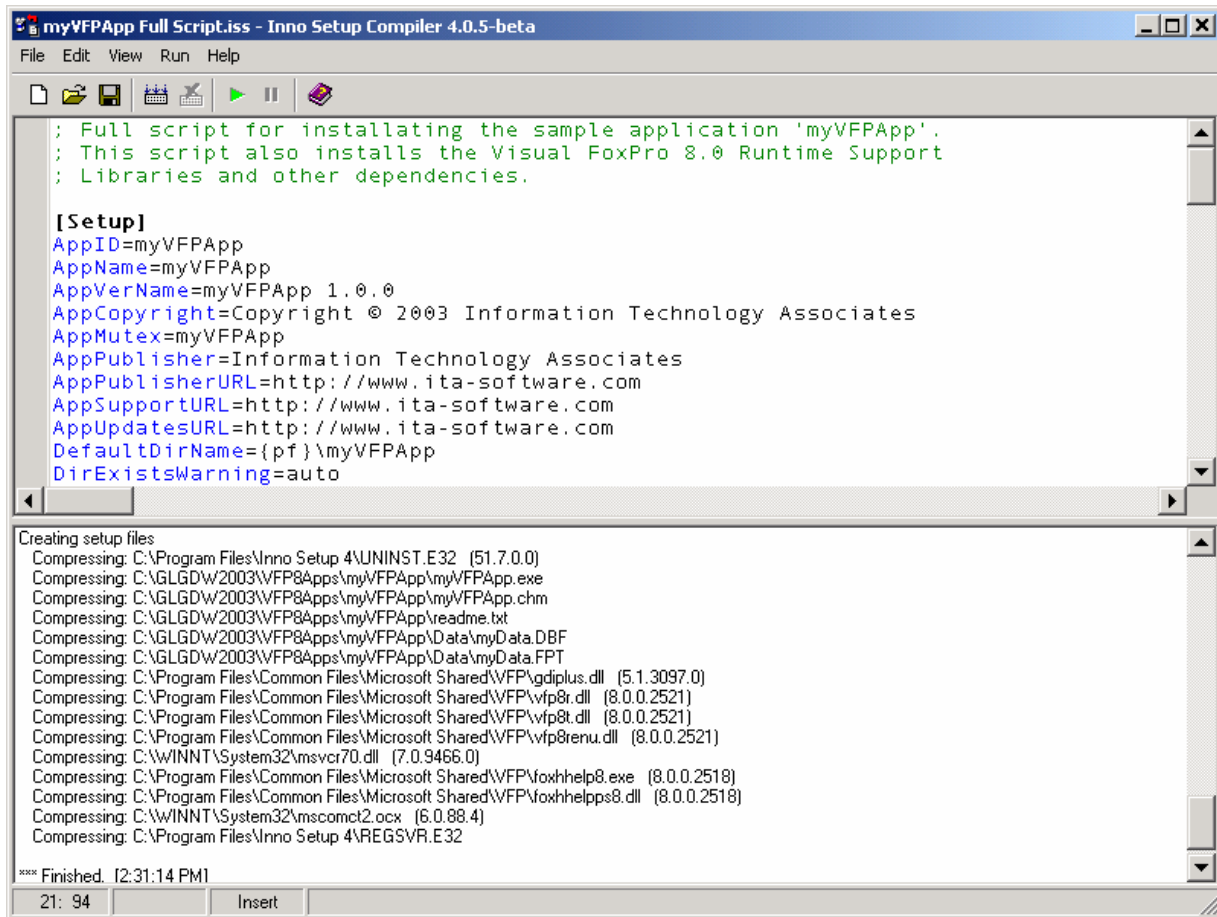 myVFPApp Full Script.iss - Inno Setup Compiler 4.0.5-beta
File Edit View Run Help
; Full script for installating the sample application 'myVFPApp'.
; This script also installs the Visual FoxPro 8.0 Runtime Support
; Libraries and other dependencies.
[Setup]
AppID=myVFPApp
AppName=myVFPApp
AppVerName=myVFPApp 1.0.0
AppCopyright=Copyright © 2003 Information Technology Associates
AppMutex=myVFPApp
AppPublisher=Information Technology Associates
AppPublisherURL=http://www.ita-software.com
AppSupportURL=http://www.ita-software.com
AppUpdatesURL=http://www.ita-software.com
DefaultDirName={pf}\myVFPApp
DirExistsWarning=auto
Creating setup files
Compressing: C:\Program Files\Inno Setup 4\UNINST.E32 (51.7.0.0)
Compressing: C:\GLGDW2003\VFP8Apps\myVFPApp\myVFPApp.exe
Compressing: C:\GLGDW2003\VFP8Apps\myVFPApp\myVFPApp.chm
Compressing: C:\GLGDW2003\VFP8Apps\myVFPApp\readme.txt
Compressing: C:\GLGDW2003\VFP8Apps\myVFPApp\Data\myData.DBF
Compressing: C:\GLGDW2003\VFP8Apps\myVFPApp\Data\myData.FPT
Compressing: C:\Program Files\Common Files\Microsoft Shared\VFP\gdiplus.dll (5.1.3097.0)
Compressing: C:\Program Files\Common Files\Microsoft Shared\VFP\vfp8r.dll (8.0.0.2521)
Compressing: C:\Program Files\Common Files\Microsoft Shared\VFP\vfp8t.dll (8.0.0.2521)
Compressing: C:\Program Files\Common Files\Microsoft Shared\VFP\vfp8renu.dll (8.0.0.2521)
Compressing: C:\WINNT\System32\msvcr70.dll (7.0.9466.0)
Compressing: C:\Program Files\Common Files\Microsoft Shared\VFP\foxhhelp8.exe (8.0.0.2518)
Compressing: C:\Program Files\Common Files\Microsoft Shared\VFP\foxhhelpps8.dll (8.0.0.2518)
Compressing: C:\WINNT\System32\mscomct2.ocx (6.0.88.4)
Compressing: C:\Program Files\Inno Setup 4\REGSVR.E32
*** Finished. [2:31:14 PM]
21: 94 Insert